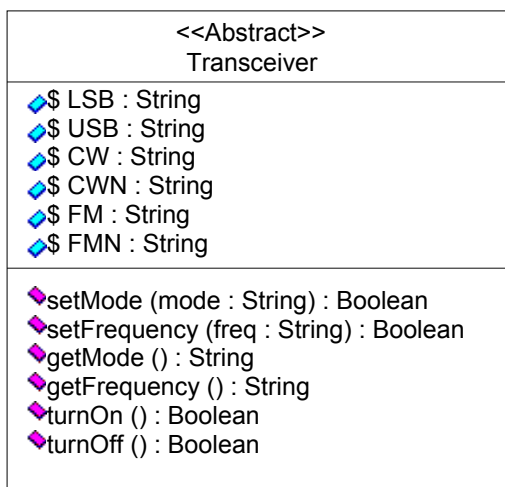 <<Abstract>>
Transceiver
$ LSB : String
$ USB : String
$ CW : String
$ CWN : String
$ FM : String
$ FMN : String
setMode (mode : String) : Boolean
setFrequency (freq : String) : Boolean
getMode () : String
getFrequency () : String
turnOn () : Boolean
turnOff () : Boolean